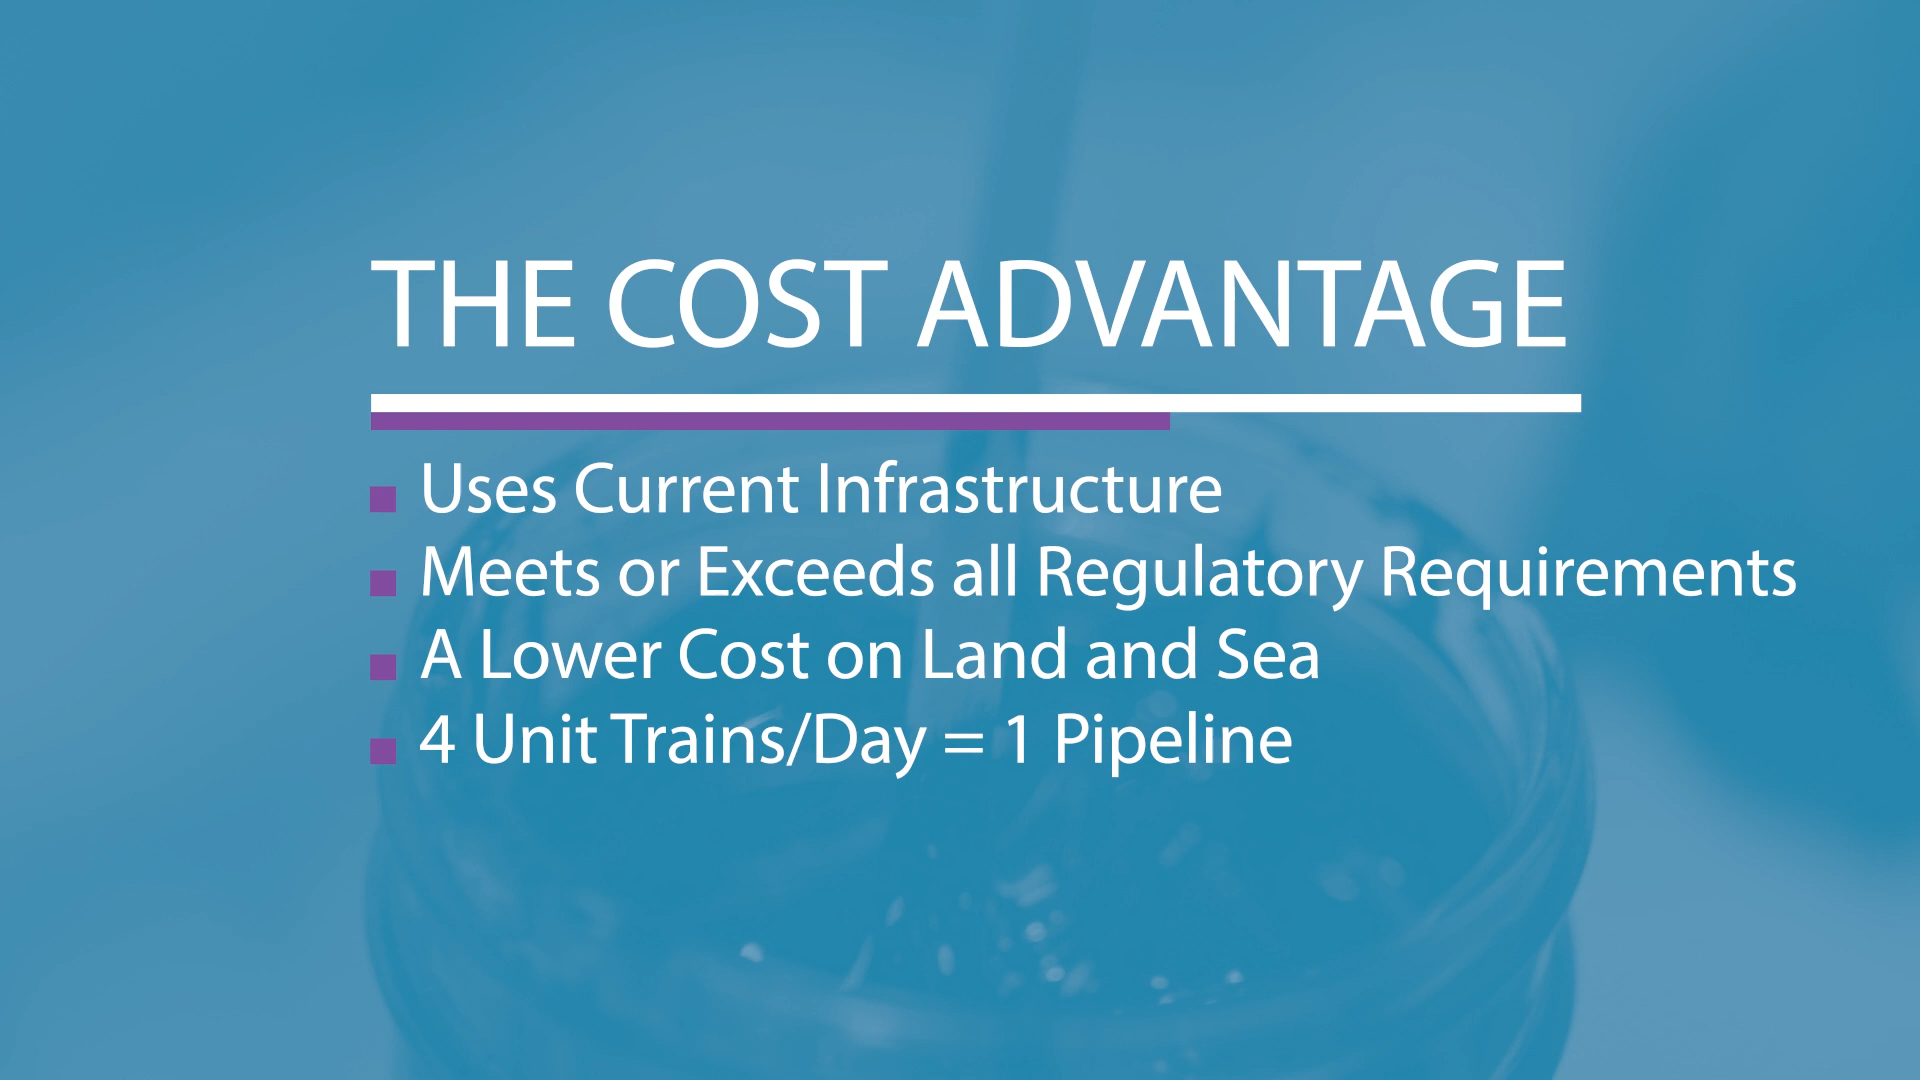 THE COST ADVANTAGE
Uses Current Infrastructure
Meets or Exceeds all Regulatory Requirements
A Lower Cost on Land and Sea
4 Unit Trains/Day = 1 Pipeline